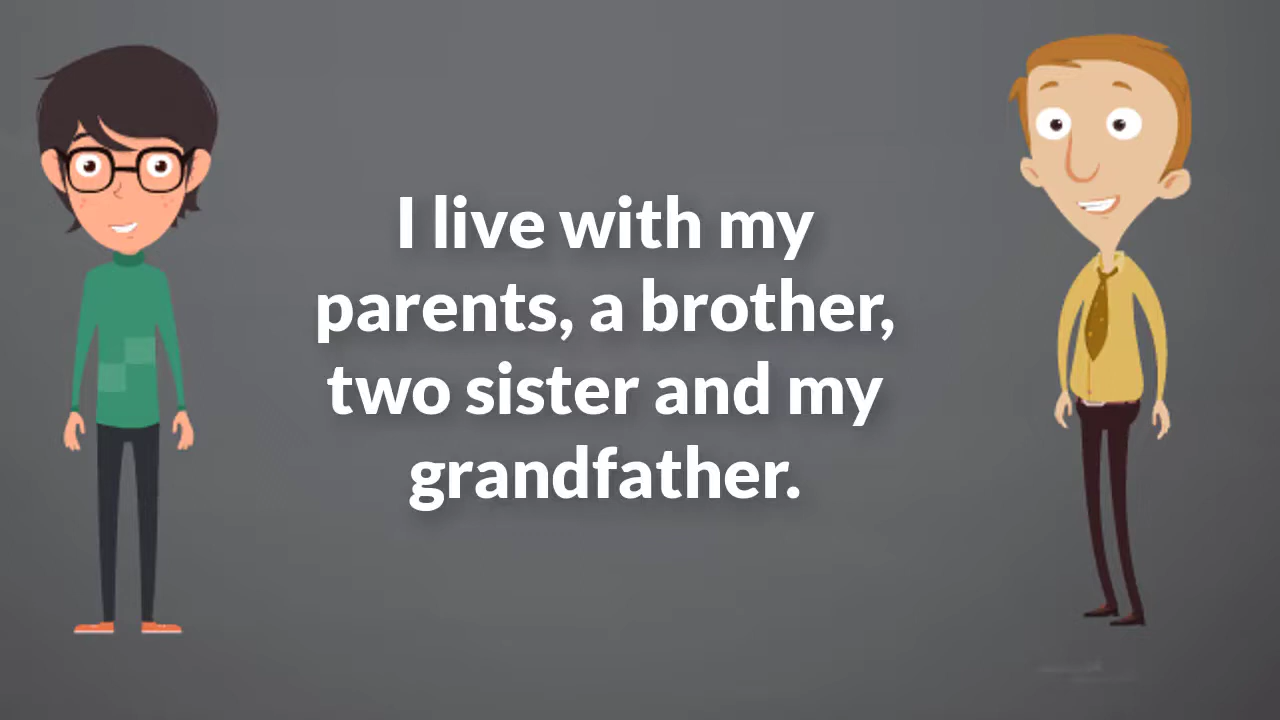 I live with my
parents, a brother,
two sister and my
grandfather.